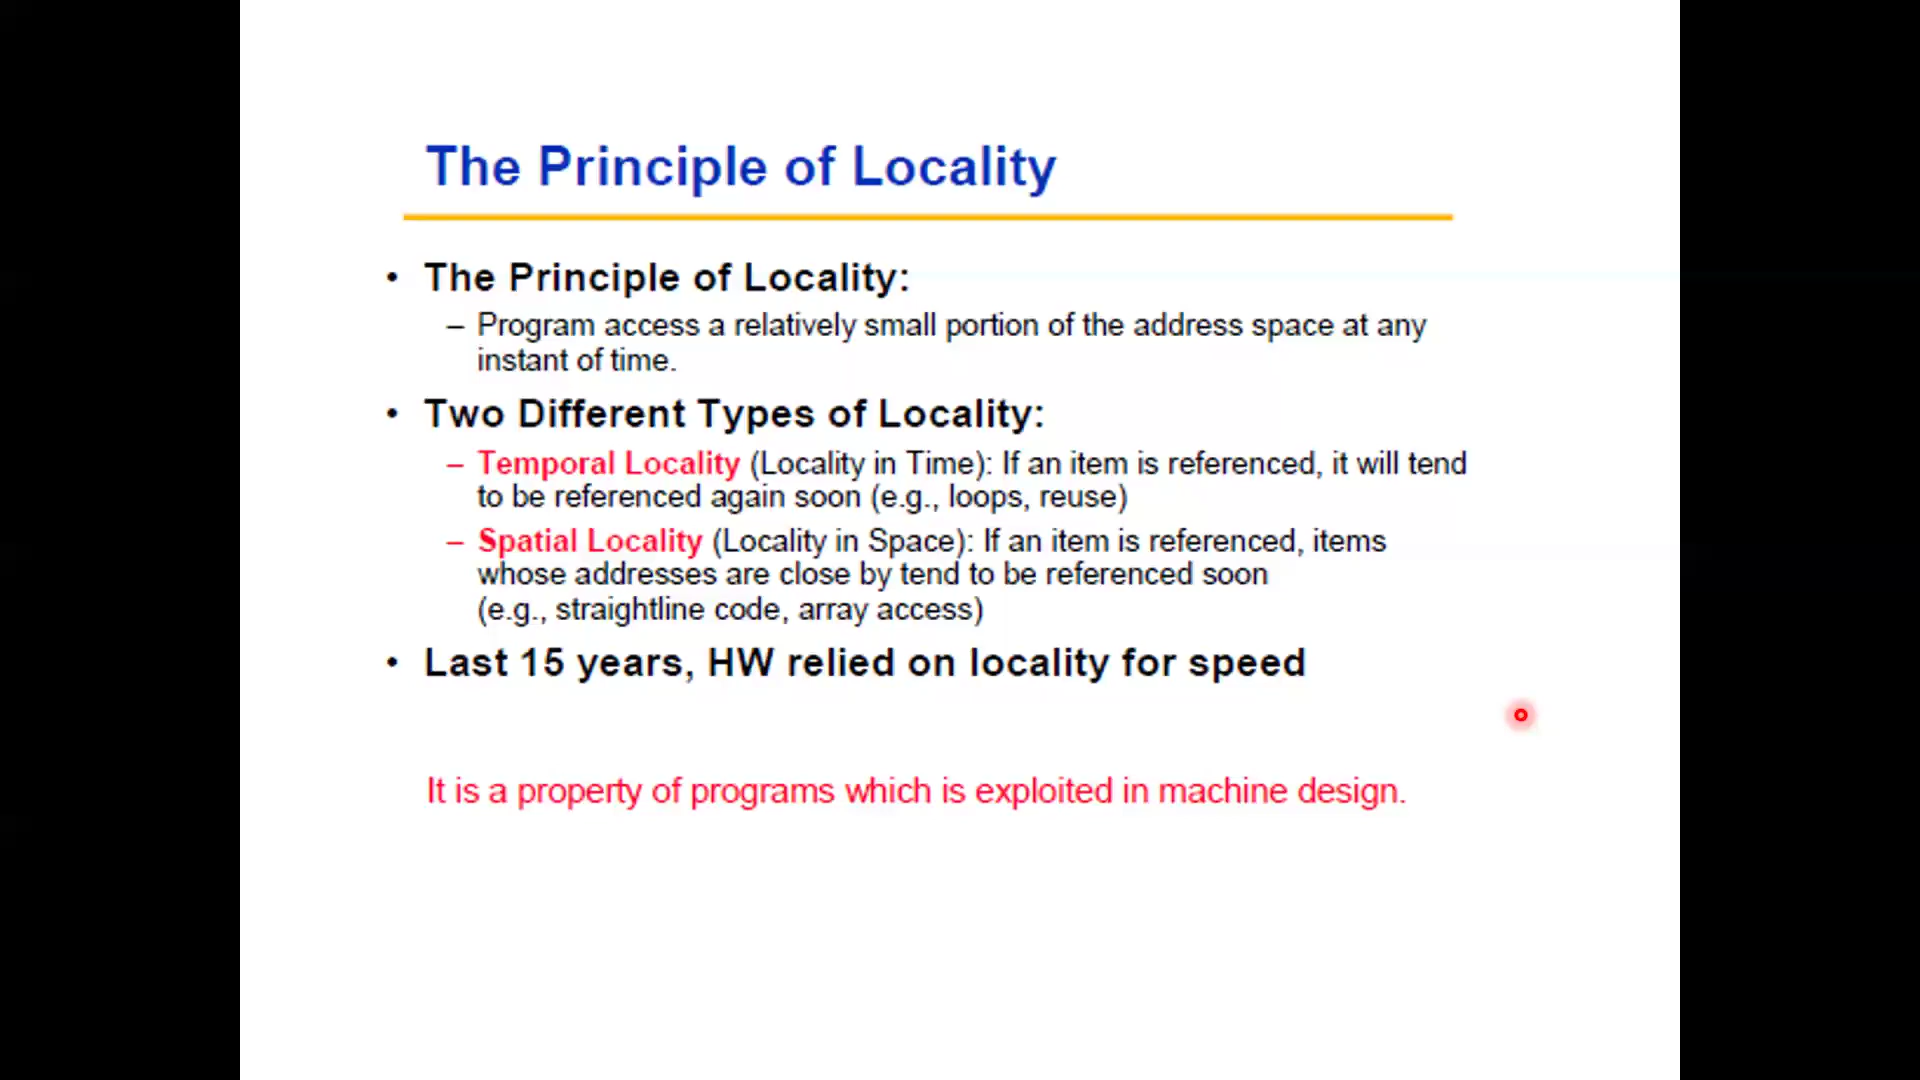 The Principle of Locality
• The Principle of Locality:
– Program access a relatively small portion of the address space at any
instant of time.
• Two Different Types of Locality:
– Temporal Locality (Locality in Time): If an item is referenced, it will tend
to be referenced again soon (e.g., loops, reuse)
– Spatial Locality (Locality in Space): If an item is referenced, items
whose addresses are close by tend to be referenced soon
(e.g., straightline code, array access)
• Last 15 years, HW relied on locality for speed
It is a property of programs which is exploited in machine design.